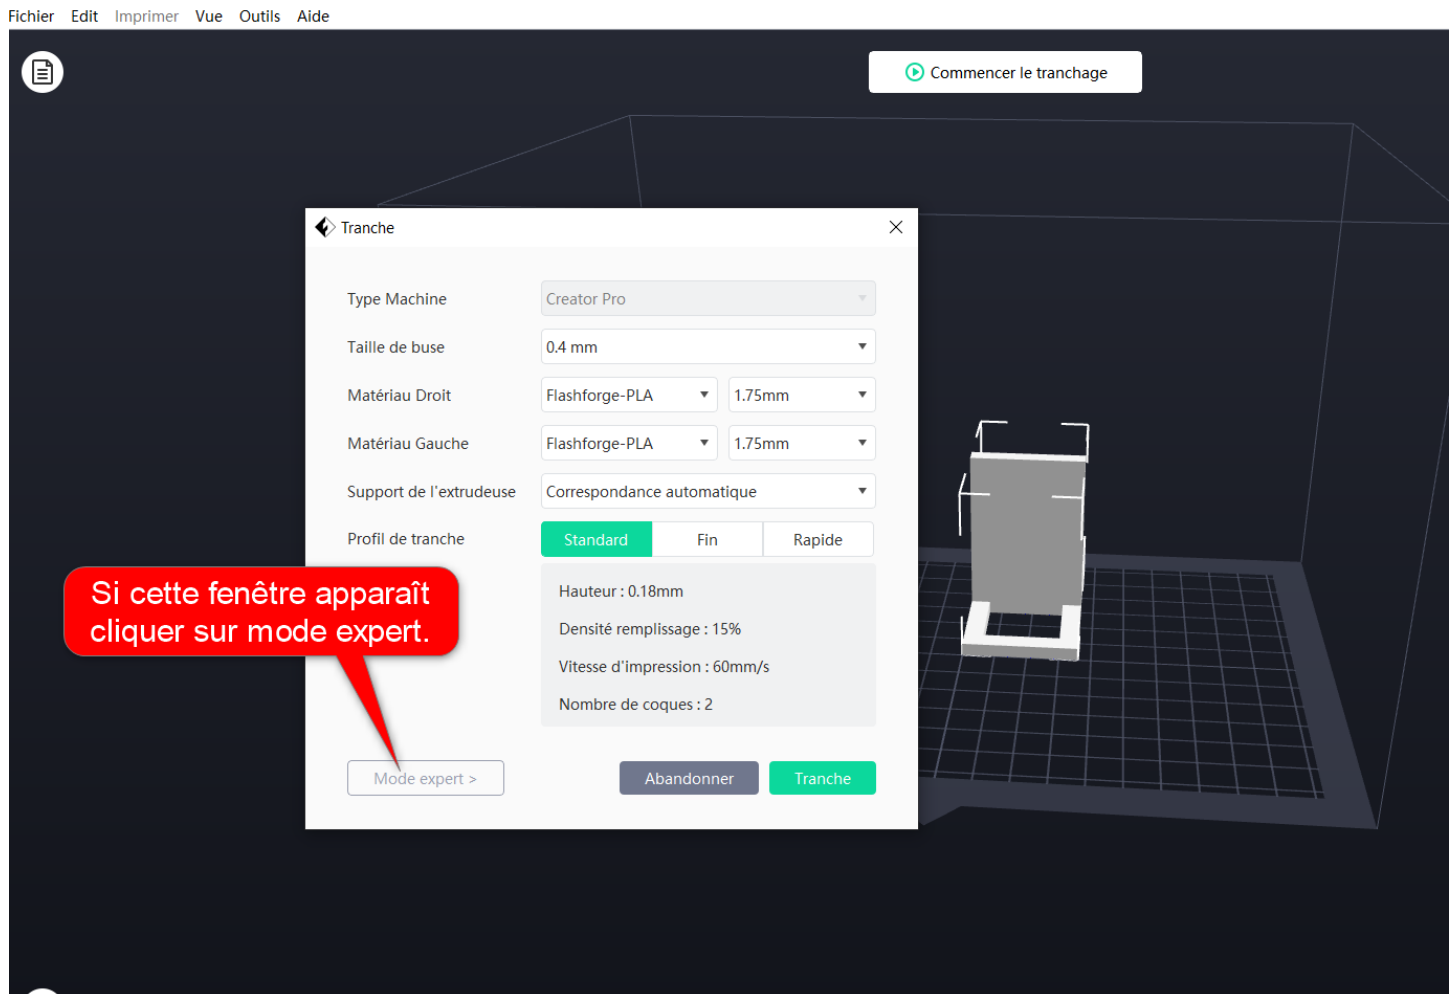 Fichier Edit Imprimer Vue Outils Aide
Commencer le tranchage
Tranche
Type Machine Creator Pro
Taille de buse 0.4 mm
Matériau Droit Flashforge-PLA 1.75mm
Matériau Gauche Flashforge-PLA 1.75mm
Support de l'extrudeuse Correspondance automatique
Profil de tranche Standard Fin Rapide
Si cette fenêtre apparaît
cliquer sur mode expert.
Hauteur : 0.18mm
Densité remplissage : 15%
Vitesse d'impression : 60mm/s
Nombre de coques : 2
Mode expert > Abandonner Tranche